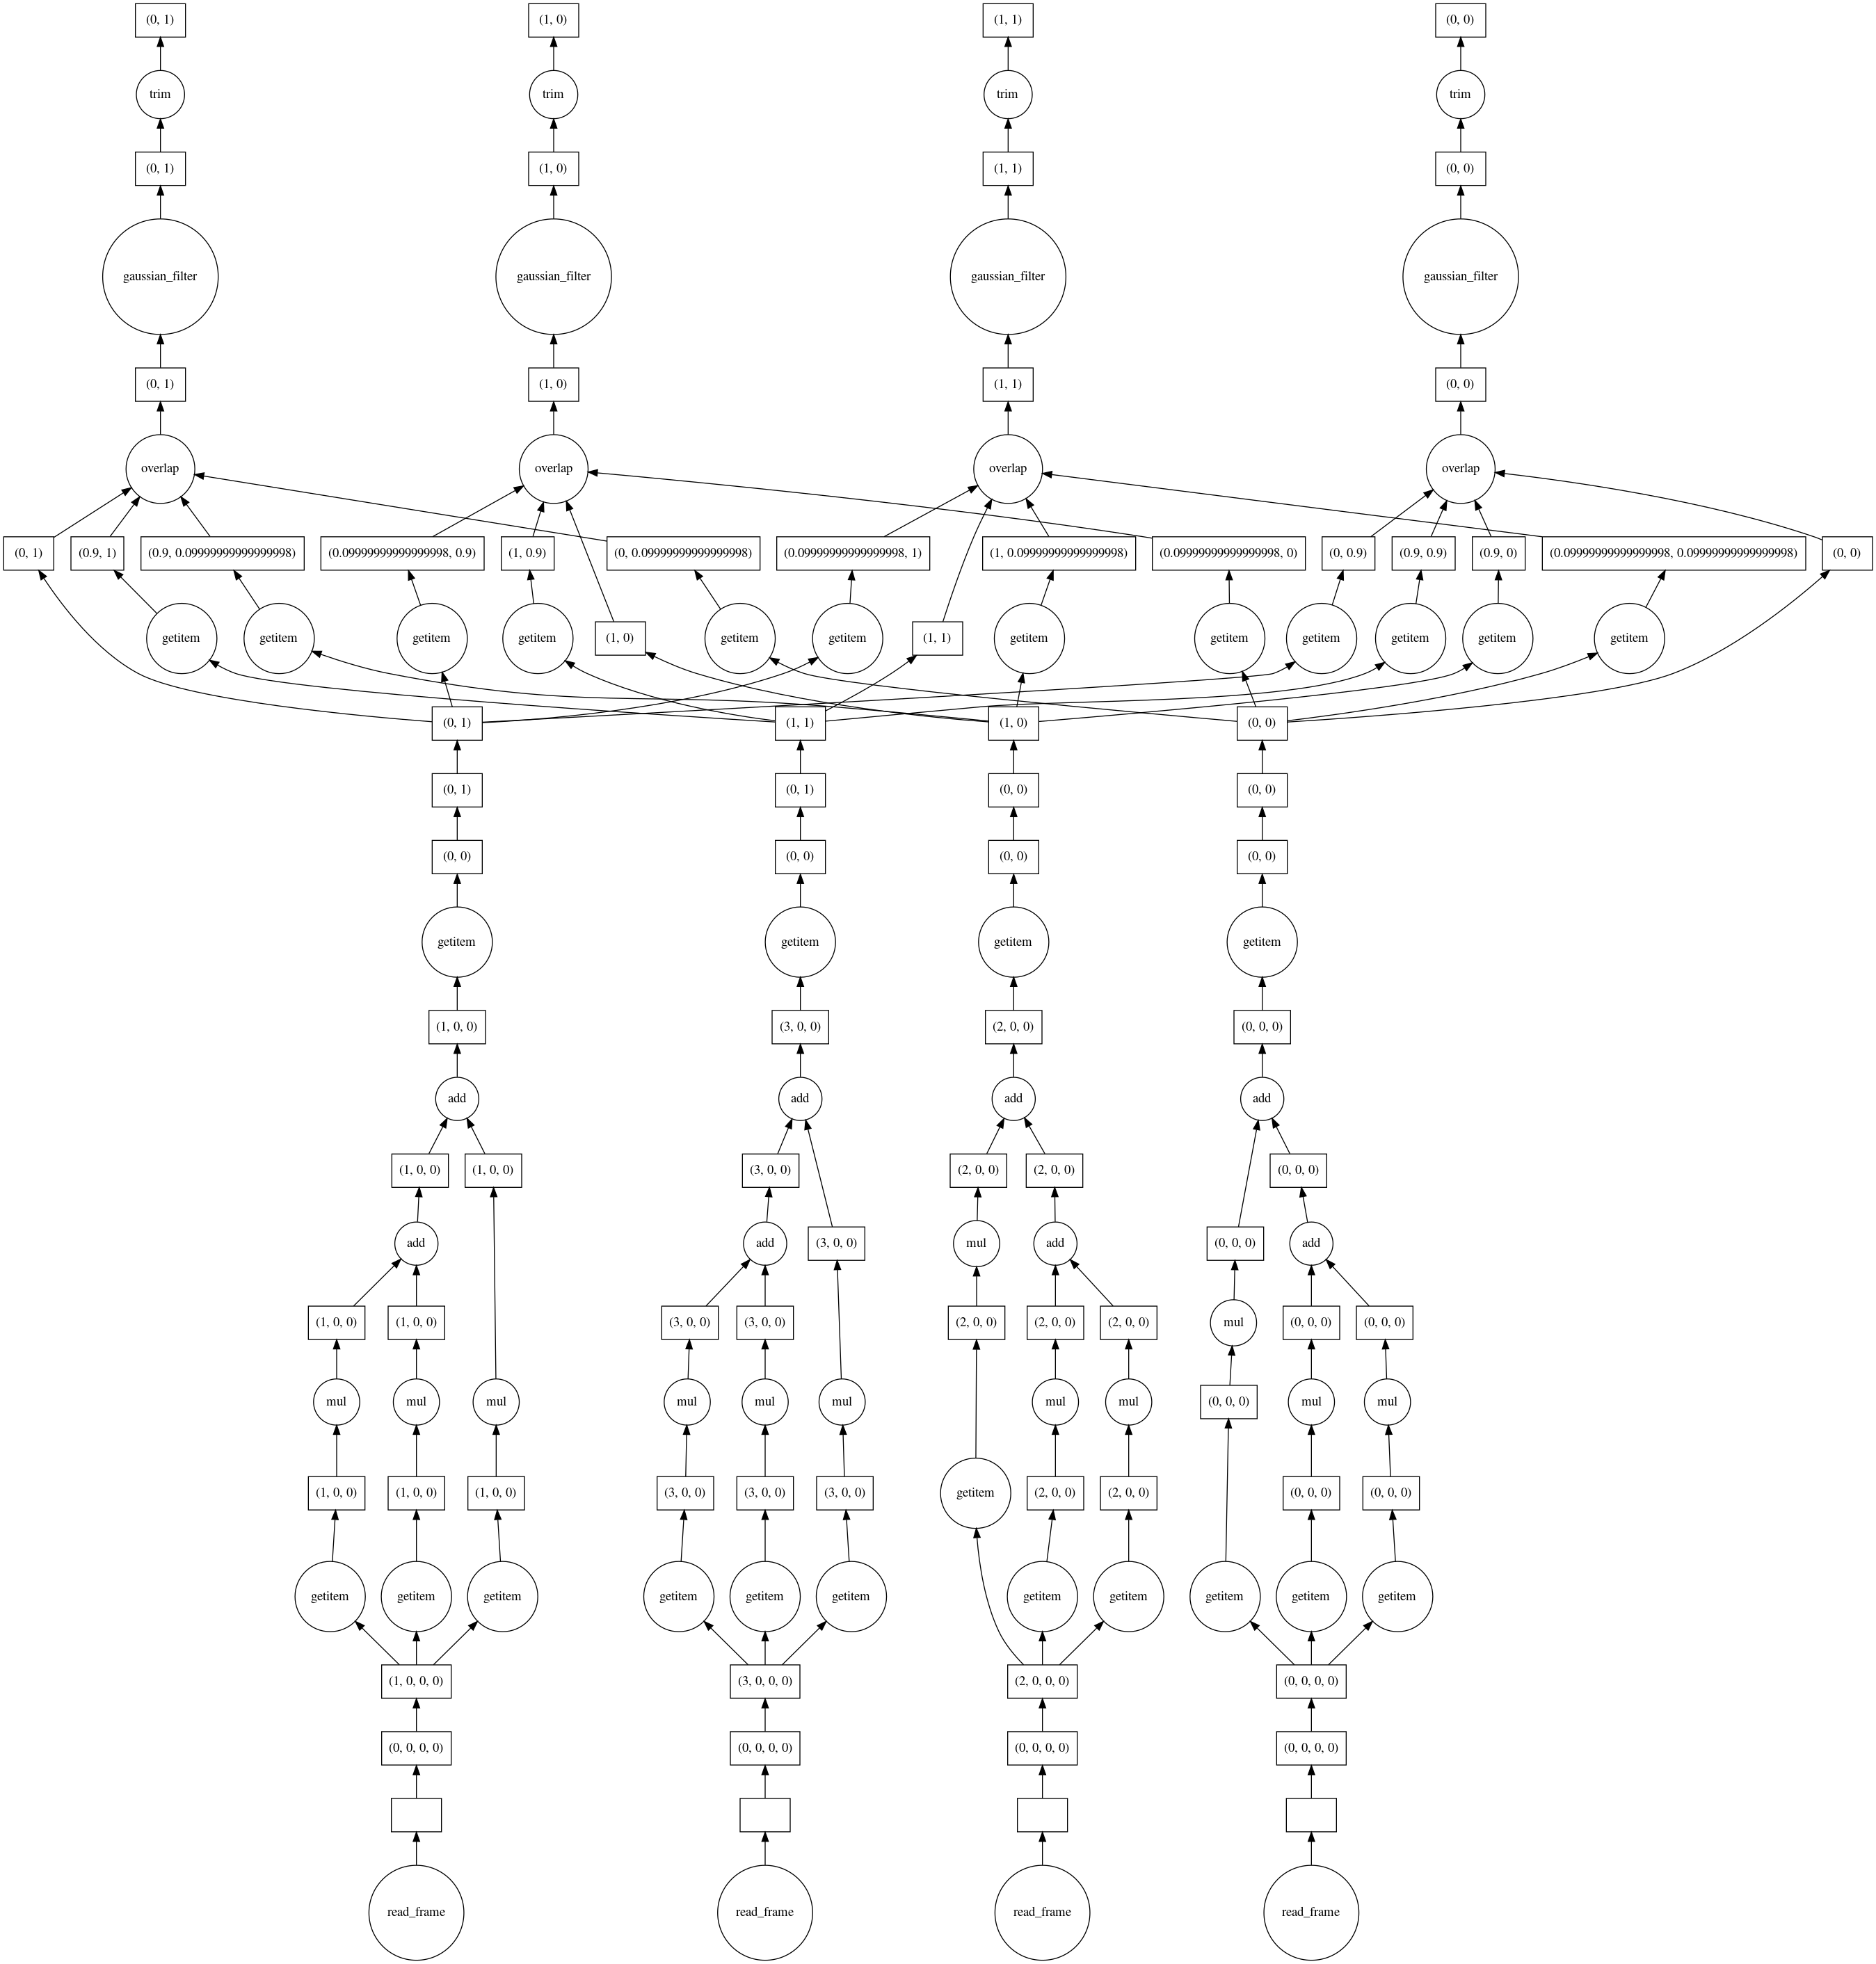 (0, 1) (1, 0) (1, 1) (0, 0)
trim trim trim trim
(0, 1) (1, 0) (1, 1) (0, 0)
gaussian_filter gaussian_filter gaussian_filter gaussian_filter
(0, 1) (1, 0) (1, 1) (0, 0)
overlap overlap overlap overlap
(0, 1) (0.9, 1) (0.9, 0.09999999999999998) (0.09999999999999998, 0.9) (1, 0.9) (0, 0.09999999999999998) (0.09999999999999998, 1) (1, 0.09999999999999998) (0.09999999999999998, 0) (0, 0.9) (0.9, 0.9) (0.9, 0) (0.09999999999999998, 0.09999999999999998) (0, 0)
getitem getitem getitem getitem (1, 0) getitem getitem (1, 1) getitem getitem getitem getitem getitem getitem
(0, 1) (1, 1) (1, 0) (0, 0)
(0, 1) (0, 1) (0, 0) (0, 0)
(0, 0) (0, 0) (0, 0) (0, 0)
getitem getitem getitem getitem
(1, 0, 0) (3, 0, 0) (2, 0, 0) (0, 0, 0)
add add add add
(1, 0, 0) (1, 0, 0) (3, 0, 0) (2, 0, 0) (2, 0, 0) (0, 0, 0)
add add (3, 0, 0) mul add (0, 0, 0) add
(1, 0, 0) (1, 0, 0) (3, 0, 0) (3, 0, 0) (2, 0, 0) (2, 0, 0) (2, 0, 0) mul (0, 0, 0) (0, 0, 0)
mul mul mul mul mul mul mul mul (0, 0, 0) mul mul
(1, 0, 0) (1, 0, 0) (1, 0, 0) (3, 0, 0) (3, 0, 0) (3, 0, 0) getitem (2, 0, 0) (2, 0, 0) (0, 0, 0) (0, 0, 0)
getitem getitem getitem getitem getitem getitem getitem getitem getitem getitem getitem
(1, 0, 0, 0) (3, 0, 0, 0) (2, 0, 0, 0) (0, 0, 0, 0)
(0, 0, 0, 0) (0, 0, 0, 0) (0, 0, 0, 0) (0, 0, 0, 0)
read_frame read_frame read_frame read_frame